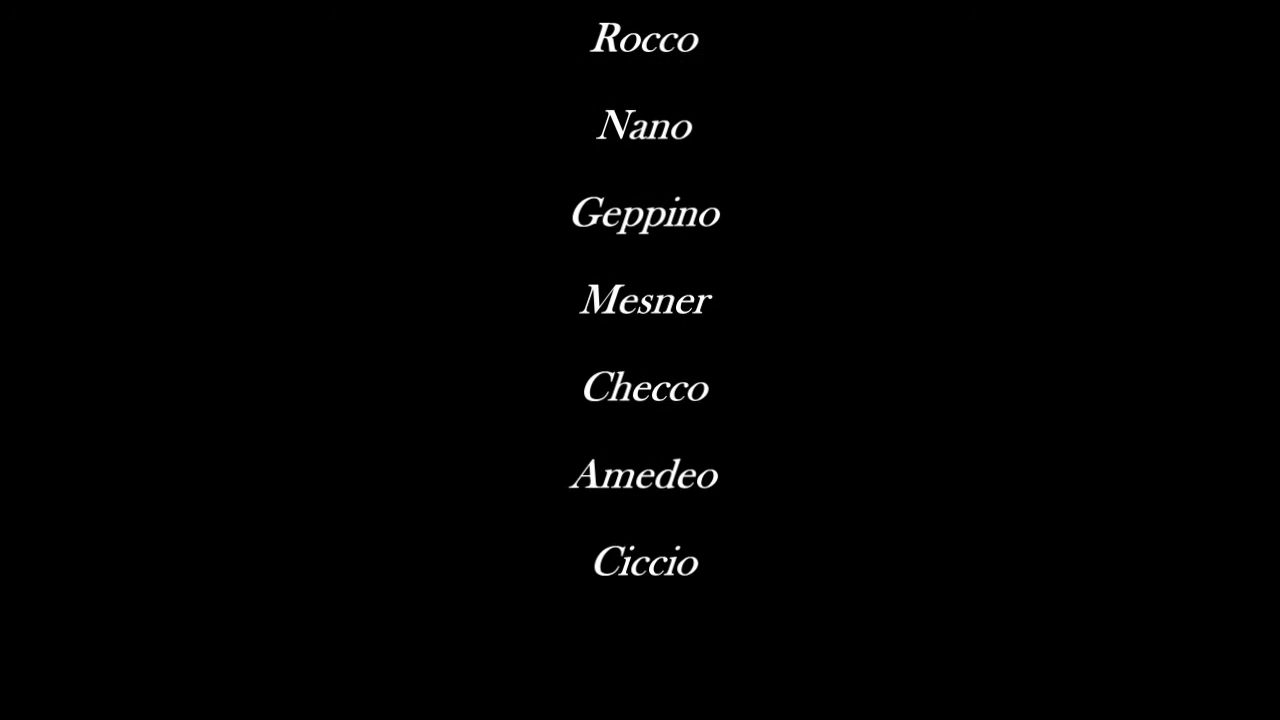 Rocco
Nano
Geppino
Mesner
Checco
Amedeo
Ciccio